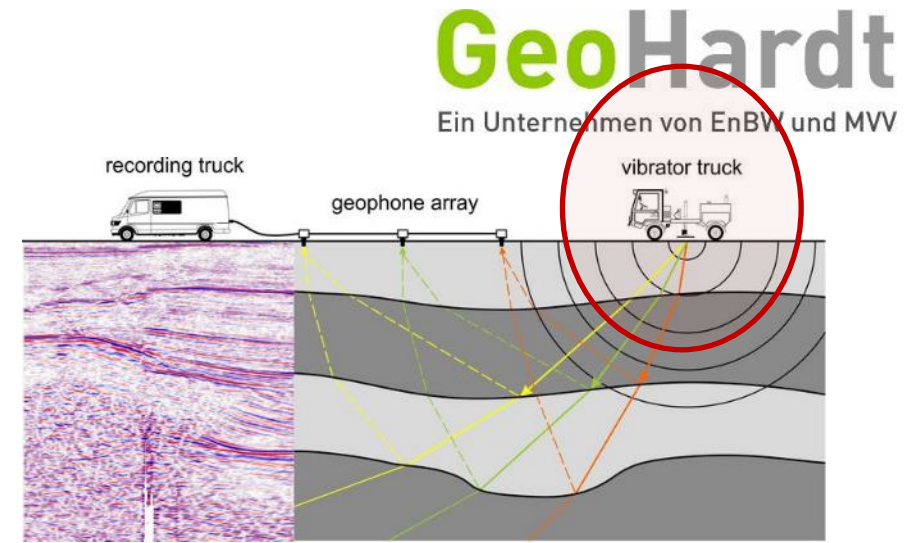 GeoHardt
Ein Unternehmen von EnBW und MVV
recording truck
geophone array
vibrator truck